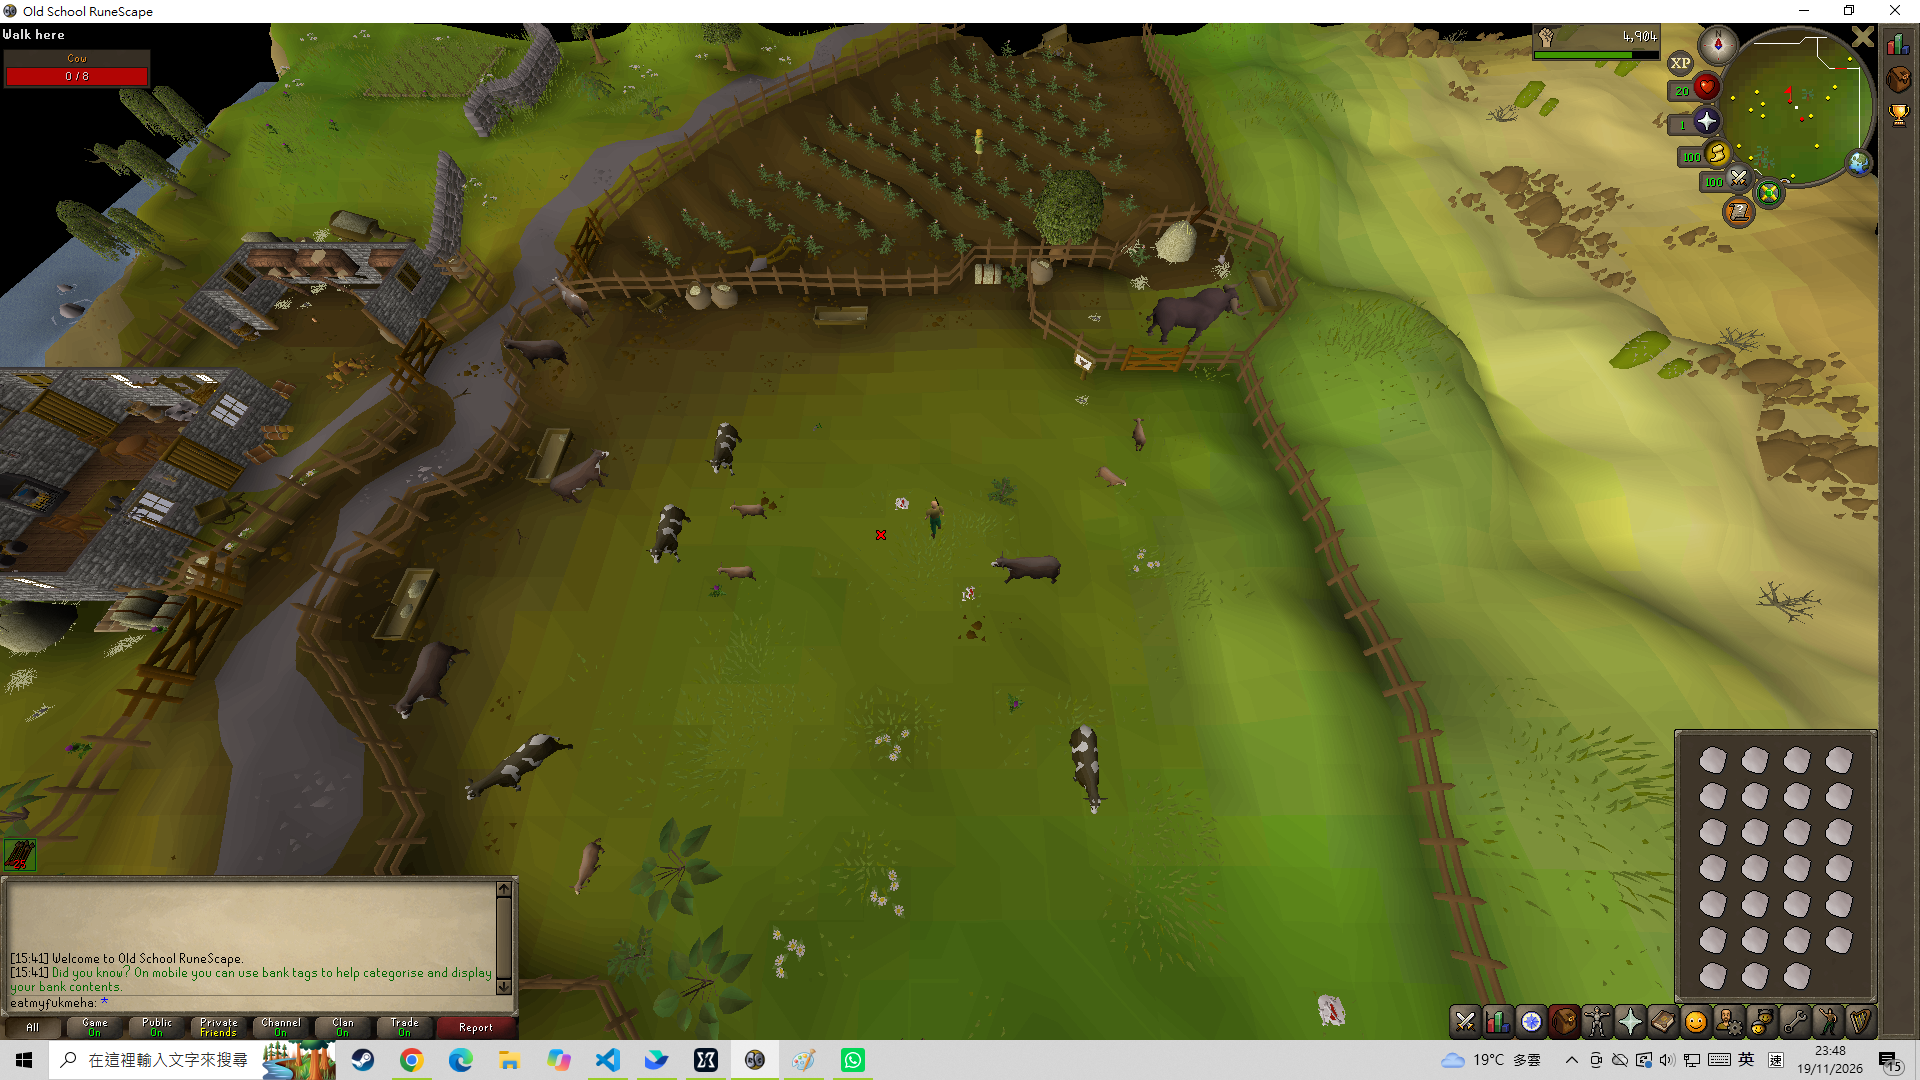 Old School RuneScape
Walk here
Cow
0 / 8
4,904
N
XP
20
1
100
100
25
[15:41] Welcome to Old School RuneScape.
[15:41] Did you know? On mobile you can use bank tags to help categorise and display
your bank contents.
eatmyfukmeha: *
All
Game
On
Public
On
Private
Friends
Channel
On
Clan
On
Trade
On
Report
在這裡輸入文字來搜尋
19°C 多雲
英
速
23:48
19/11/2026
15